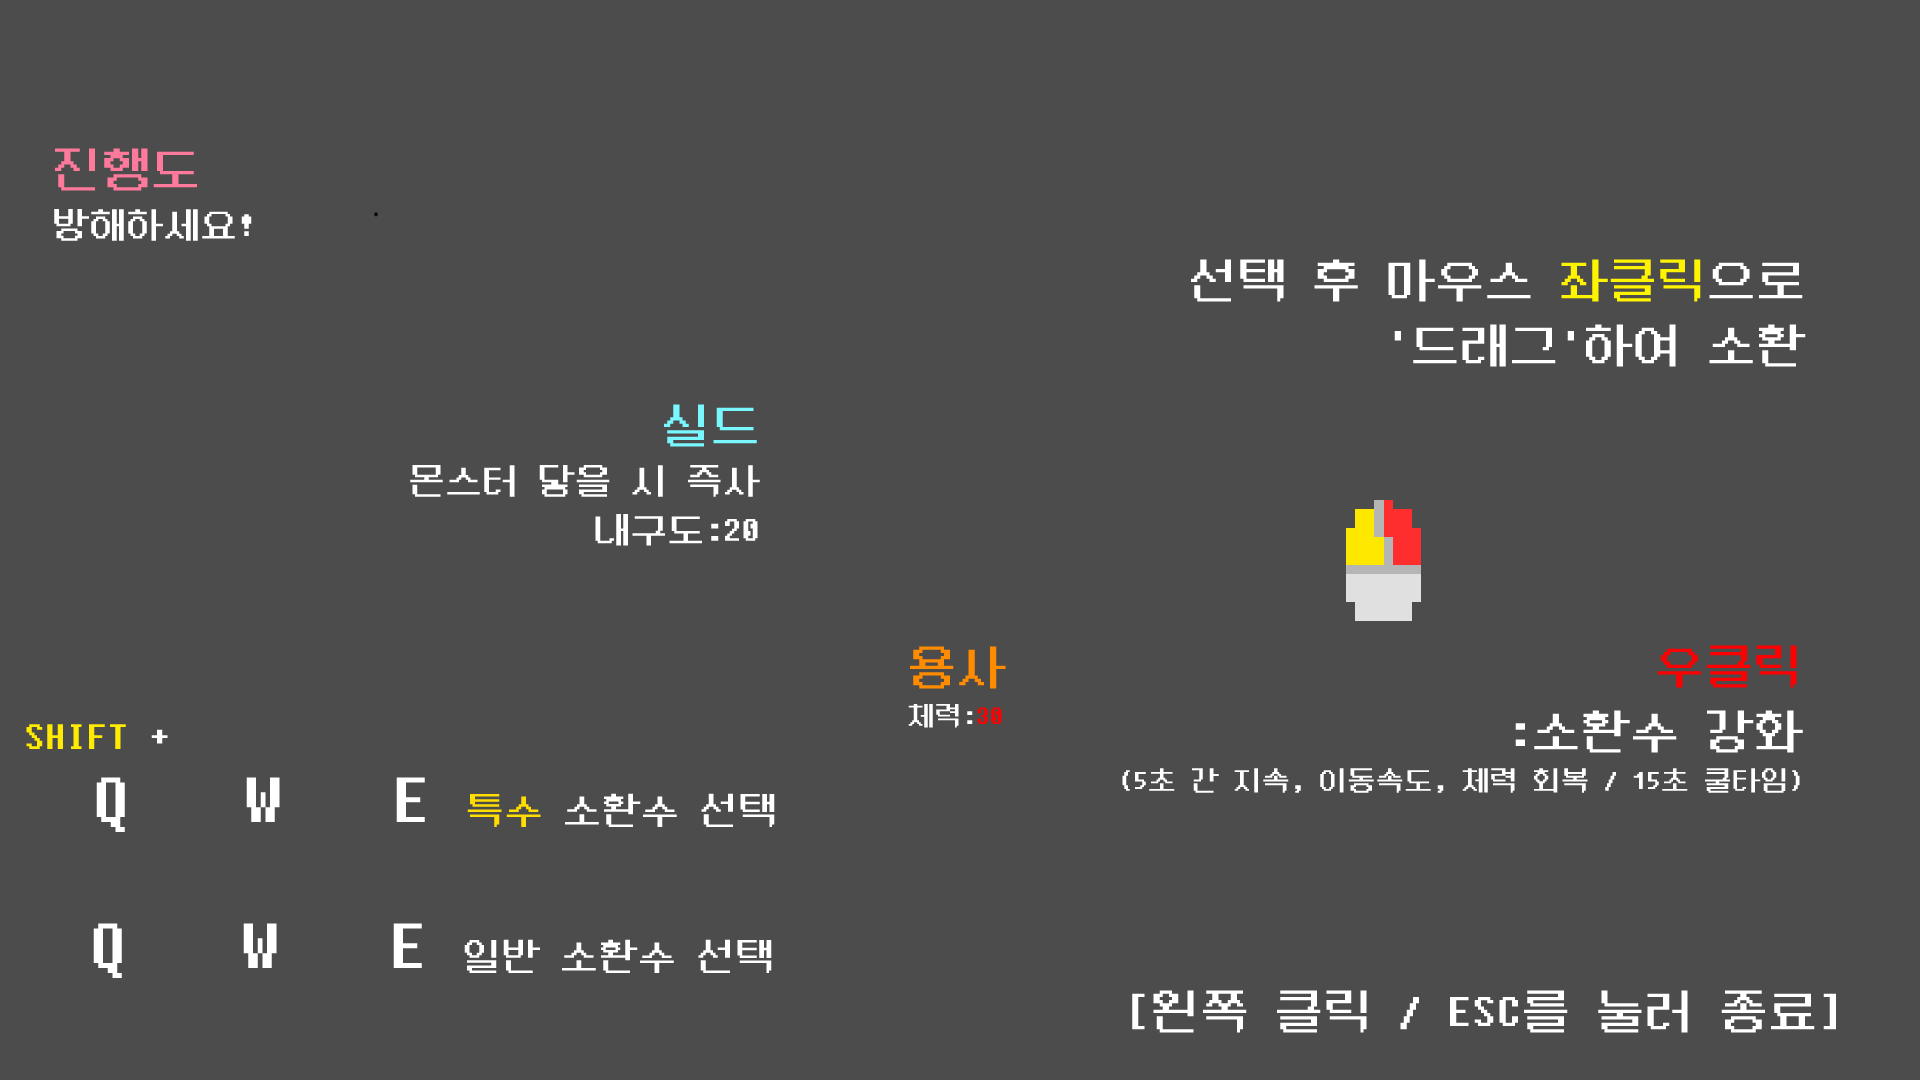 진행도
방해하세요!
선택 후 마우스 좌클릭으로
'드래그'하여 소환
실드
몬스터 닿을 시 즉사
내구도:20
용사
체력:30
우클릭
:소환수 강화
(5초 간 지속, 이동속도, 체력 회복 / 15초 쿨타임)
SHIFT +
Q W E 특수 소환수 선택
Q W E 일반 소환수 선택
[왼쪽 클릭 / ESC를 눌러 종료]